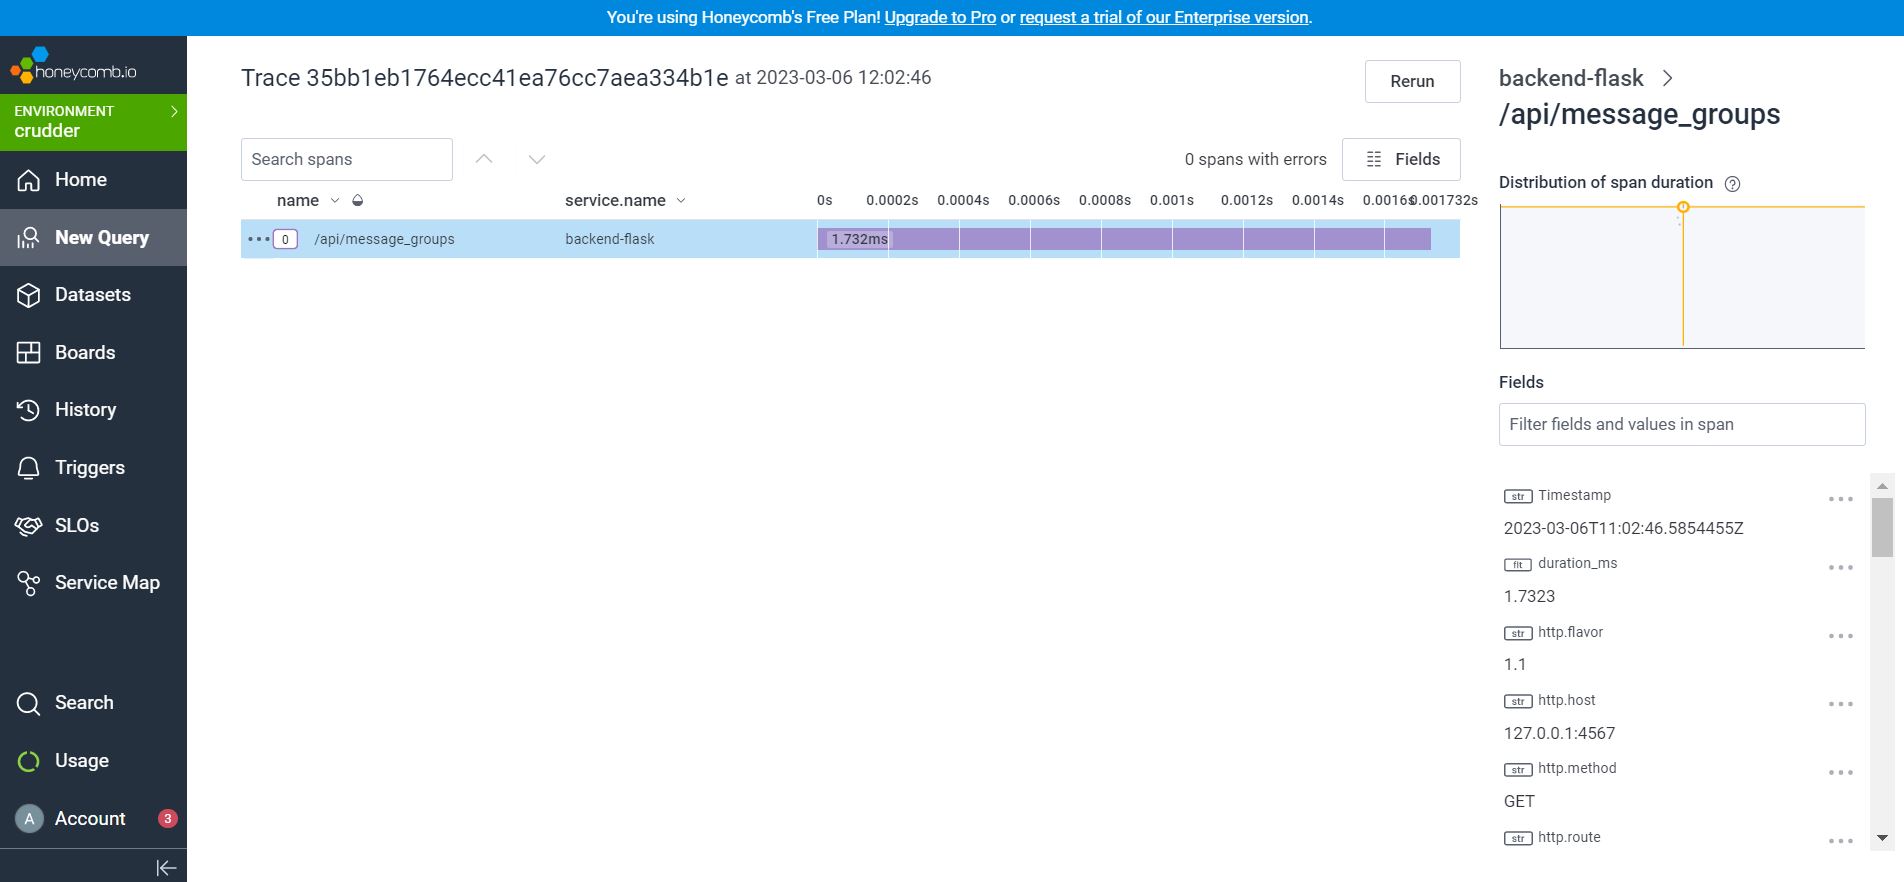 You're using Honeycomb's Free Plan! Upgrade to Pro or request a trial of our Enterprise version.
honeycomb.io
ENVIRONMENT
crudder
Home
New Query
Datasets
Boards
History
Triggers
SLOs
Service Map
Search
Usage
A Account 3
Trace 35bb1eb1764ecc41ea76cc7aea334b1e at 2023-03-06 12:02:46
Rerun
Search spans
0 spans with errors
Fields
name service.name 0s 0.0002s 0.0004s 0.0006s 0.0008s 0.001s 0.0012s 0.0014s 0.0016s 0.001732s
0 /api/message_groups backend-flask 1.732ms
backend-flask
/api/message_groups
Distribution of span duration ?
Fields
Filter fields and values in span
str Timestamp
2023-03-06T11:02:46.5854455Z
flt duration_ms
1.7323
str http.flavor
1.1
str http.host
127.0.0.1:4567
str http.method
GET
str http.route